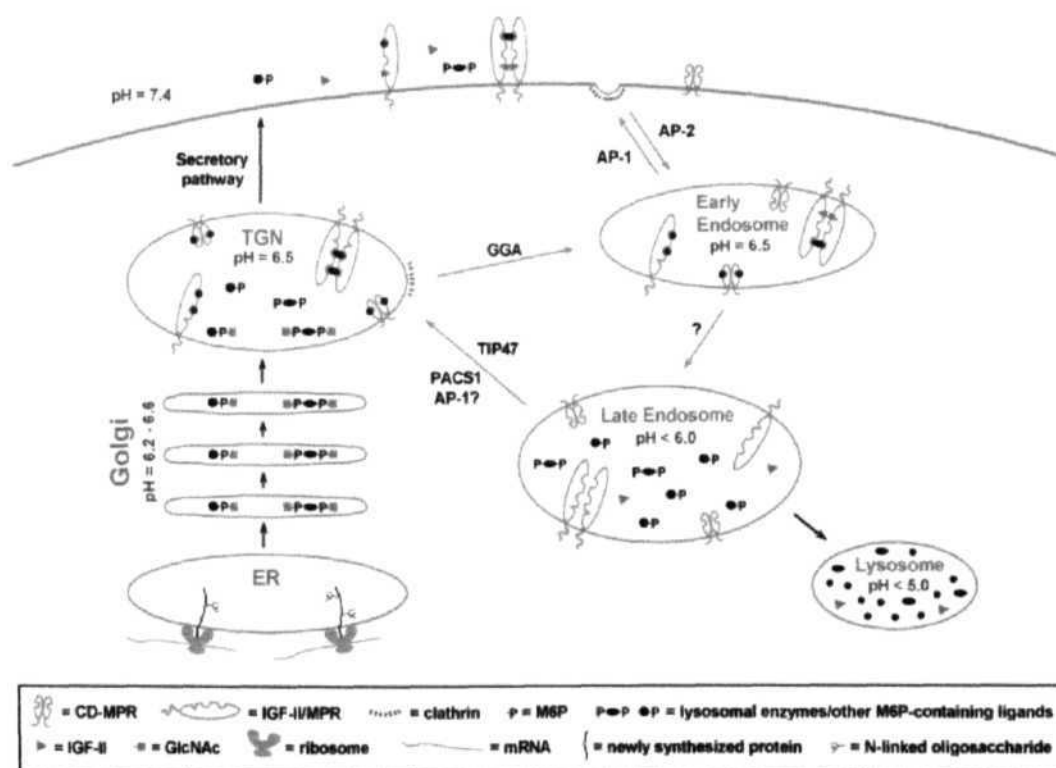 P
P P
pH = 7.4
AP-2
AP-1
Secretory
pathway
Early
Endosome
pH = 6.5
TGN
pH = 6.5
GGA
P
P P
P P P
?
TIP47
PACS1
AP-1?
Late Endosome
pH < 6.0
P
P P
P P P
P
P
P
Golgi
pH = 6.2 - 6.6
P P P
P P P
P P P
ER
Lysosome
pH < 5.0
= CD-MPR = IGF-II/MPR = clathrin P = M6P P P P = lysosomal enzymes/other M6P-containing ligands
= IGF-II = GlcNAc = ribosome = mRNA = newly synthesized protein = N-linked oligosaccharide